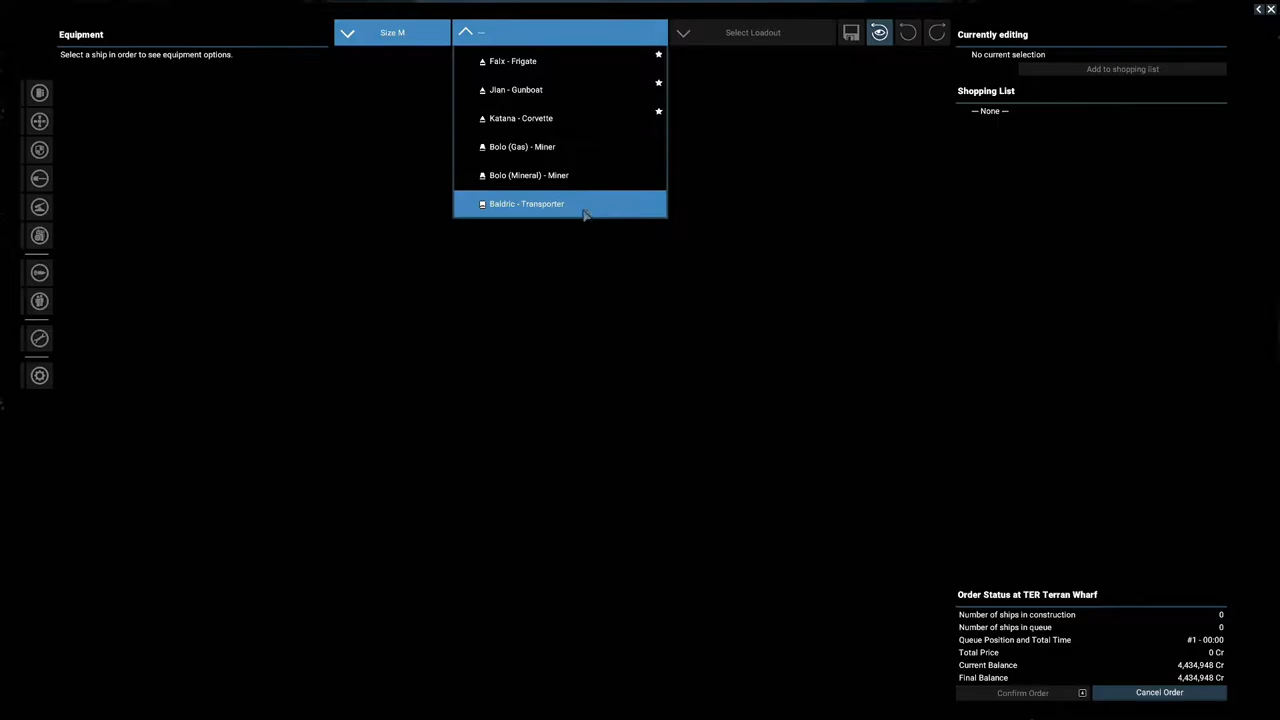 Equipment
Select a ship in order to see equipment options.
Size M
—
Select Loadout
Falx - Frigate
Jian - Gunboat
Katana - Corvette
Bolo (Gas) - Miner
Bolo (Mineral) - Miner
Baldric - Transporter
Currently editing
No current selection
Add to shopping list
Shopping List
— None —
Order Status at TER Terran Wharf
Number of ships in construction 0
Number of ships in queue 0
Queue Position and Total Time #1 - 00:00
Total Price 0 Cr
Current Balance 4,434,948 Cr
Final Balance 4,434,948 Cr
Confirm Order
Cancel Order